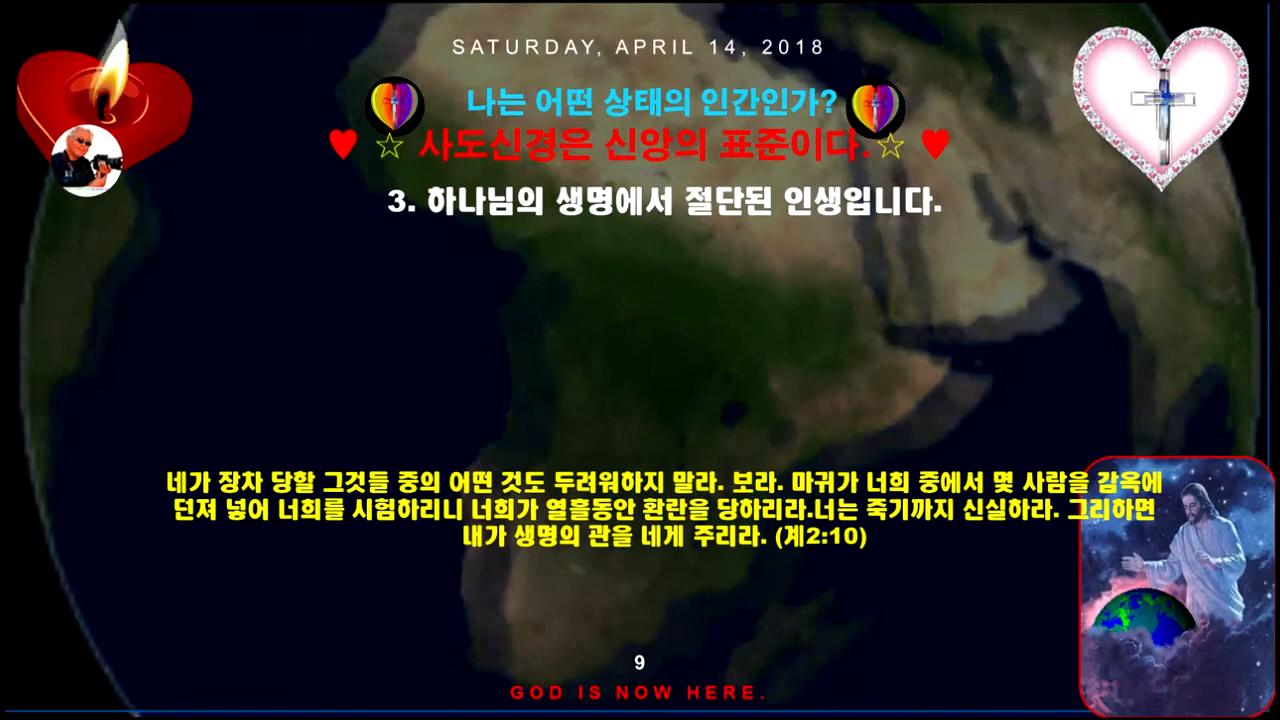 SATURDAY, APRIL 14, 2018
나는 어떤 상태의 인간인가?
♥ ☆ 사도신경은 신앙의 표준이다.☆ ♥
3. 하나님의 생명에서 절단된 인생입니다.
네가 장차 당할 그것들 중의 어떤 것도 두려워하지 말라. 보라. 마귀가 너희 중에서 몇 사람을 감옥에
던져 넣어 너희를 시험하리니 너희가 열흘동안 환란을 당하리라.너는 죽기까지 신실하라. 그리하면
내가 생명의 관을 네게 주리라. (계2:10)
9
GOD IS NOW HERE.